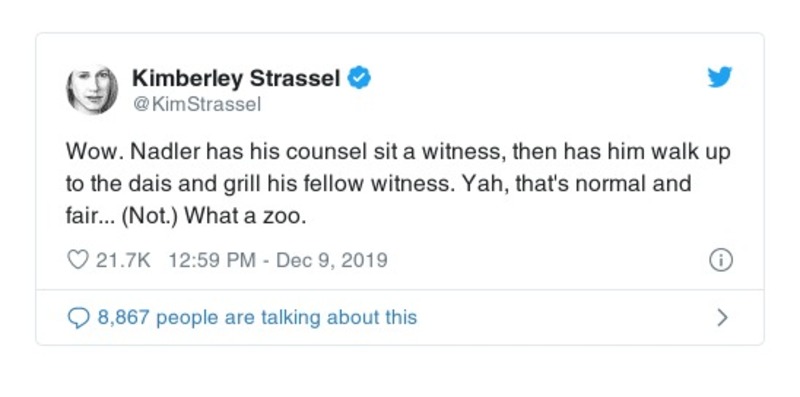 Kimberley Strassel
@KimStrassel
Wow. Nadler has his counsel sit a witness, then has him walk up
to the dais and grill his fellow witness. Yah, that's normal and
fair... (Not.) What a zoo.
21.7K 12:59 PM - Dec 9, 2019
8,867 people are talking about this